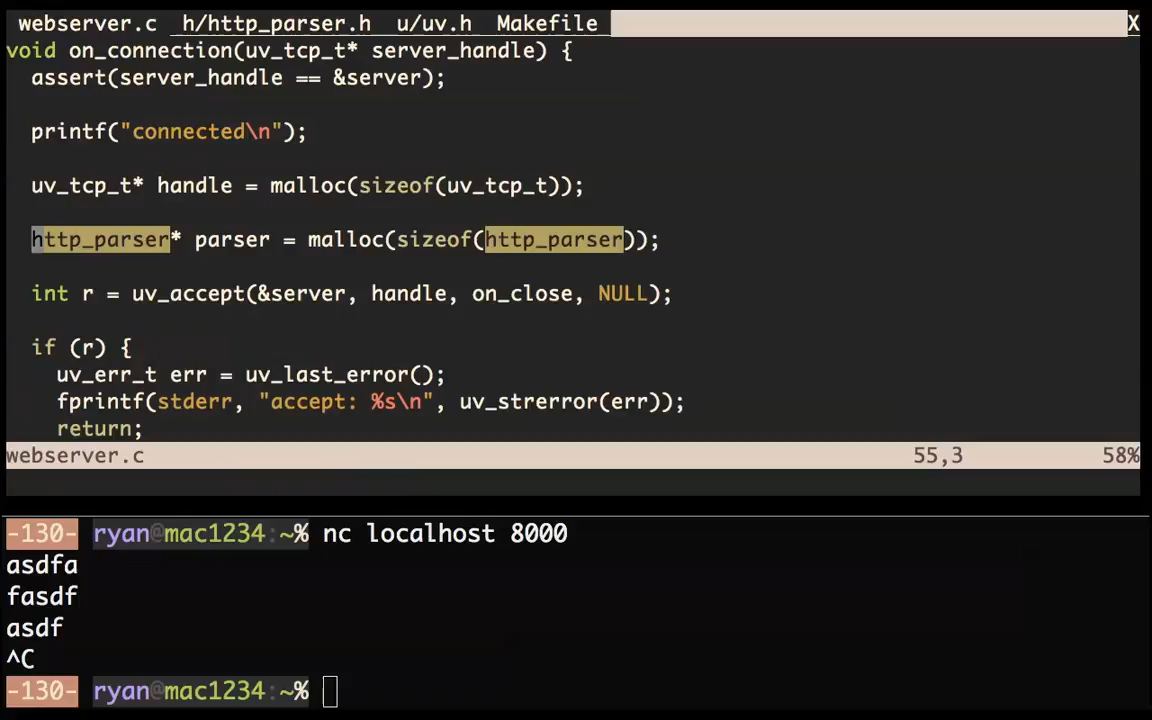 webserver.c  h/http_parser.h  u/uv.h  Makefile X
void on_connection(uv_tcp_t* server_handle) {
  assert(server_handle == &server);
  printf("connected\n");
  uv_tcp_t* handle = malloc(sizeof(uv_tcp_t));
  http_parser* parser = malloc(sizeof(http_parser));
  int r = uv_accept(&server, handle, on_close, NULL);
  if (r) {
    uv_err_t err = uv_last_error();
    fprintf(stderr, "accept: %s\n", uv_strerror(err));
    return;
webserver.c 55,3 58%
-130- ryan@mac1234:~% nc localhost 8000
asdfa
fasdf
asdf
^C
-130- ryan@mac1234:~%